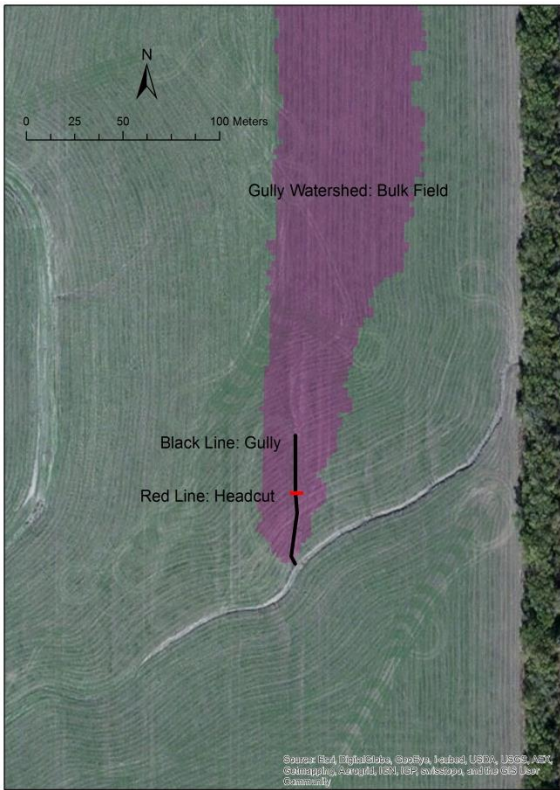 N
0 25 50 100 Meters
Gully Watershed: Bulk Field
Black Line: Gully
Red Line: Headcut
Source: Esri, DigitalGlobe, GeoEye, i-cubed, USDA, USGS, AEX,
Getmapping, Aerogrid, IGN, IGP, swisstopo, and the GIS User
Community